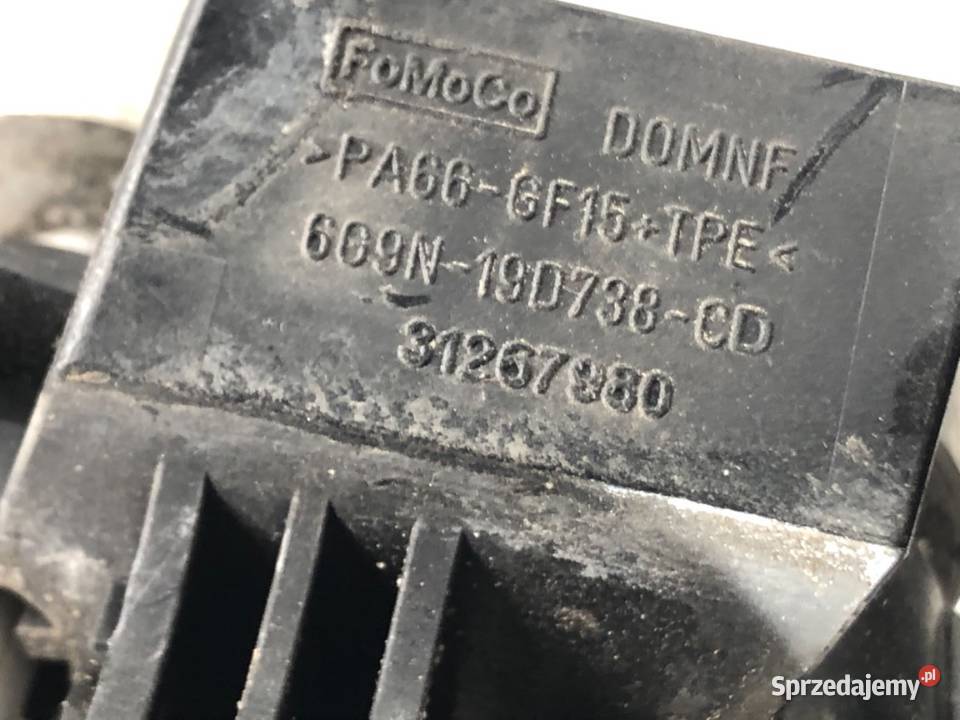 FoMoCo DOMNF
>PA66-GF15+TPE<
6G9N-19D738-CD
31267980
Sprzedajemy.pl